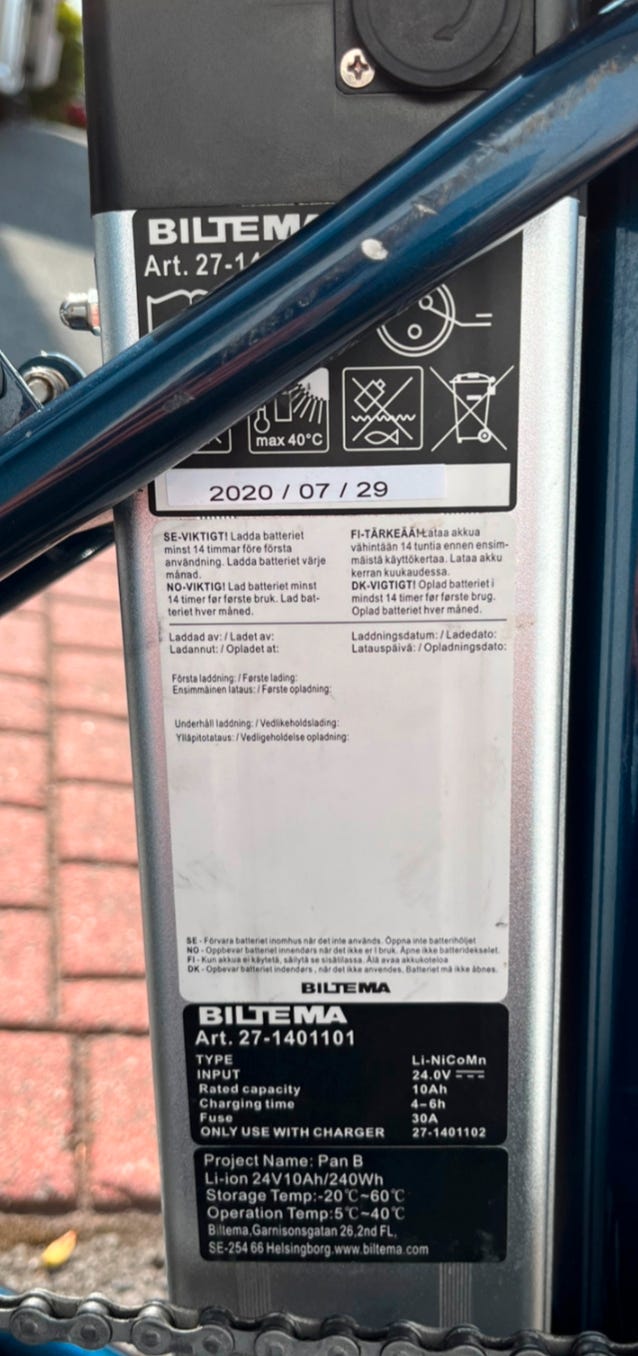 BILTEMA
Art. 27-14
max 40°C
2020 / 07 / 29
SE-VIKTIGT! Ladda batteriet
minst 14 timmar före första
användning. Ladda batteriet varje
månad.
NO-VIKTIG! Lad batteriet minst
14 timer før første bruk. Lad bat-
teriet hver måned.
FI-TÄRKEÄÄ! Lataa akkua
vähintään 14 tuntia ennen ensim-
mäistä käyttökertaa. Lataa akku
kerran kuukaudessa.
DK-VIGTIGT! Oplad batteriet i
mindst 14 timer før første brug.
Oplad batteriet hver måned.
Laddad av: / Ladet av:
Ladannut: / Opladet at:
Laddningsdatum: / Ladedato:
Latauspäivä: / Opladningsdato:
Första laddning: / Første lading:
Ensimmäinen lataus: / Første opladning:
Underhåll laddning: / Vedlikeholdslading:
Ylläpitolataus: / Vedligeholdelse opladning:
SE - Förvara batteriet inomhus när det inte används. Öppna inte batterihöljet
NO - Oppbevar batteriet innendørs når det ikke er I bruk. Åpne ikke batteridekselet.
FI - Kun akkua ei käytetä, säilytä se sisätilassa. Älä avaa akkukoteloa
DK - Opbevar batteriet indendørs, når det ikke anvendes. Batteriet må ikke åbnes.
BILTEMA
BILTEMA
Art. 27-1401101
TYPE Li-NiCoMn
INPUT 24.0V
Rated capacity 10Ah
Charging time 4-6h
Fuse 30A
ONLY USE WITH CHARGER 27-1401102
Project Name: Pan B
Li-ion 24V10Ah/240Wh
Storage Temp:-20℃~60℃
Operation Temp:5℃~40℃
Biltema,Garnisonsgatan 26,2nd FL,
SE-254 66 Helsingborg.www.biltema.com